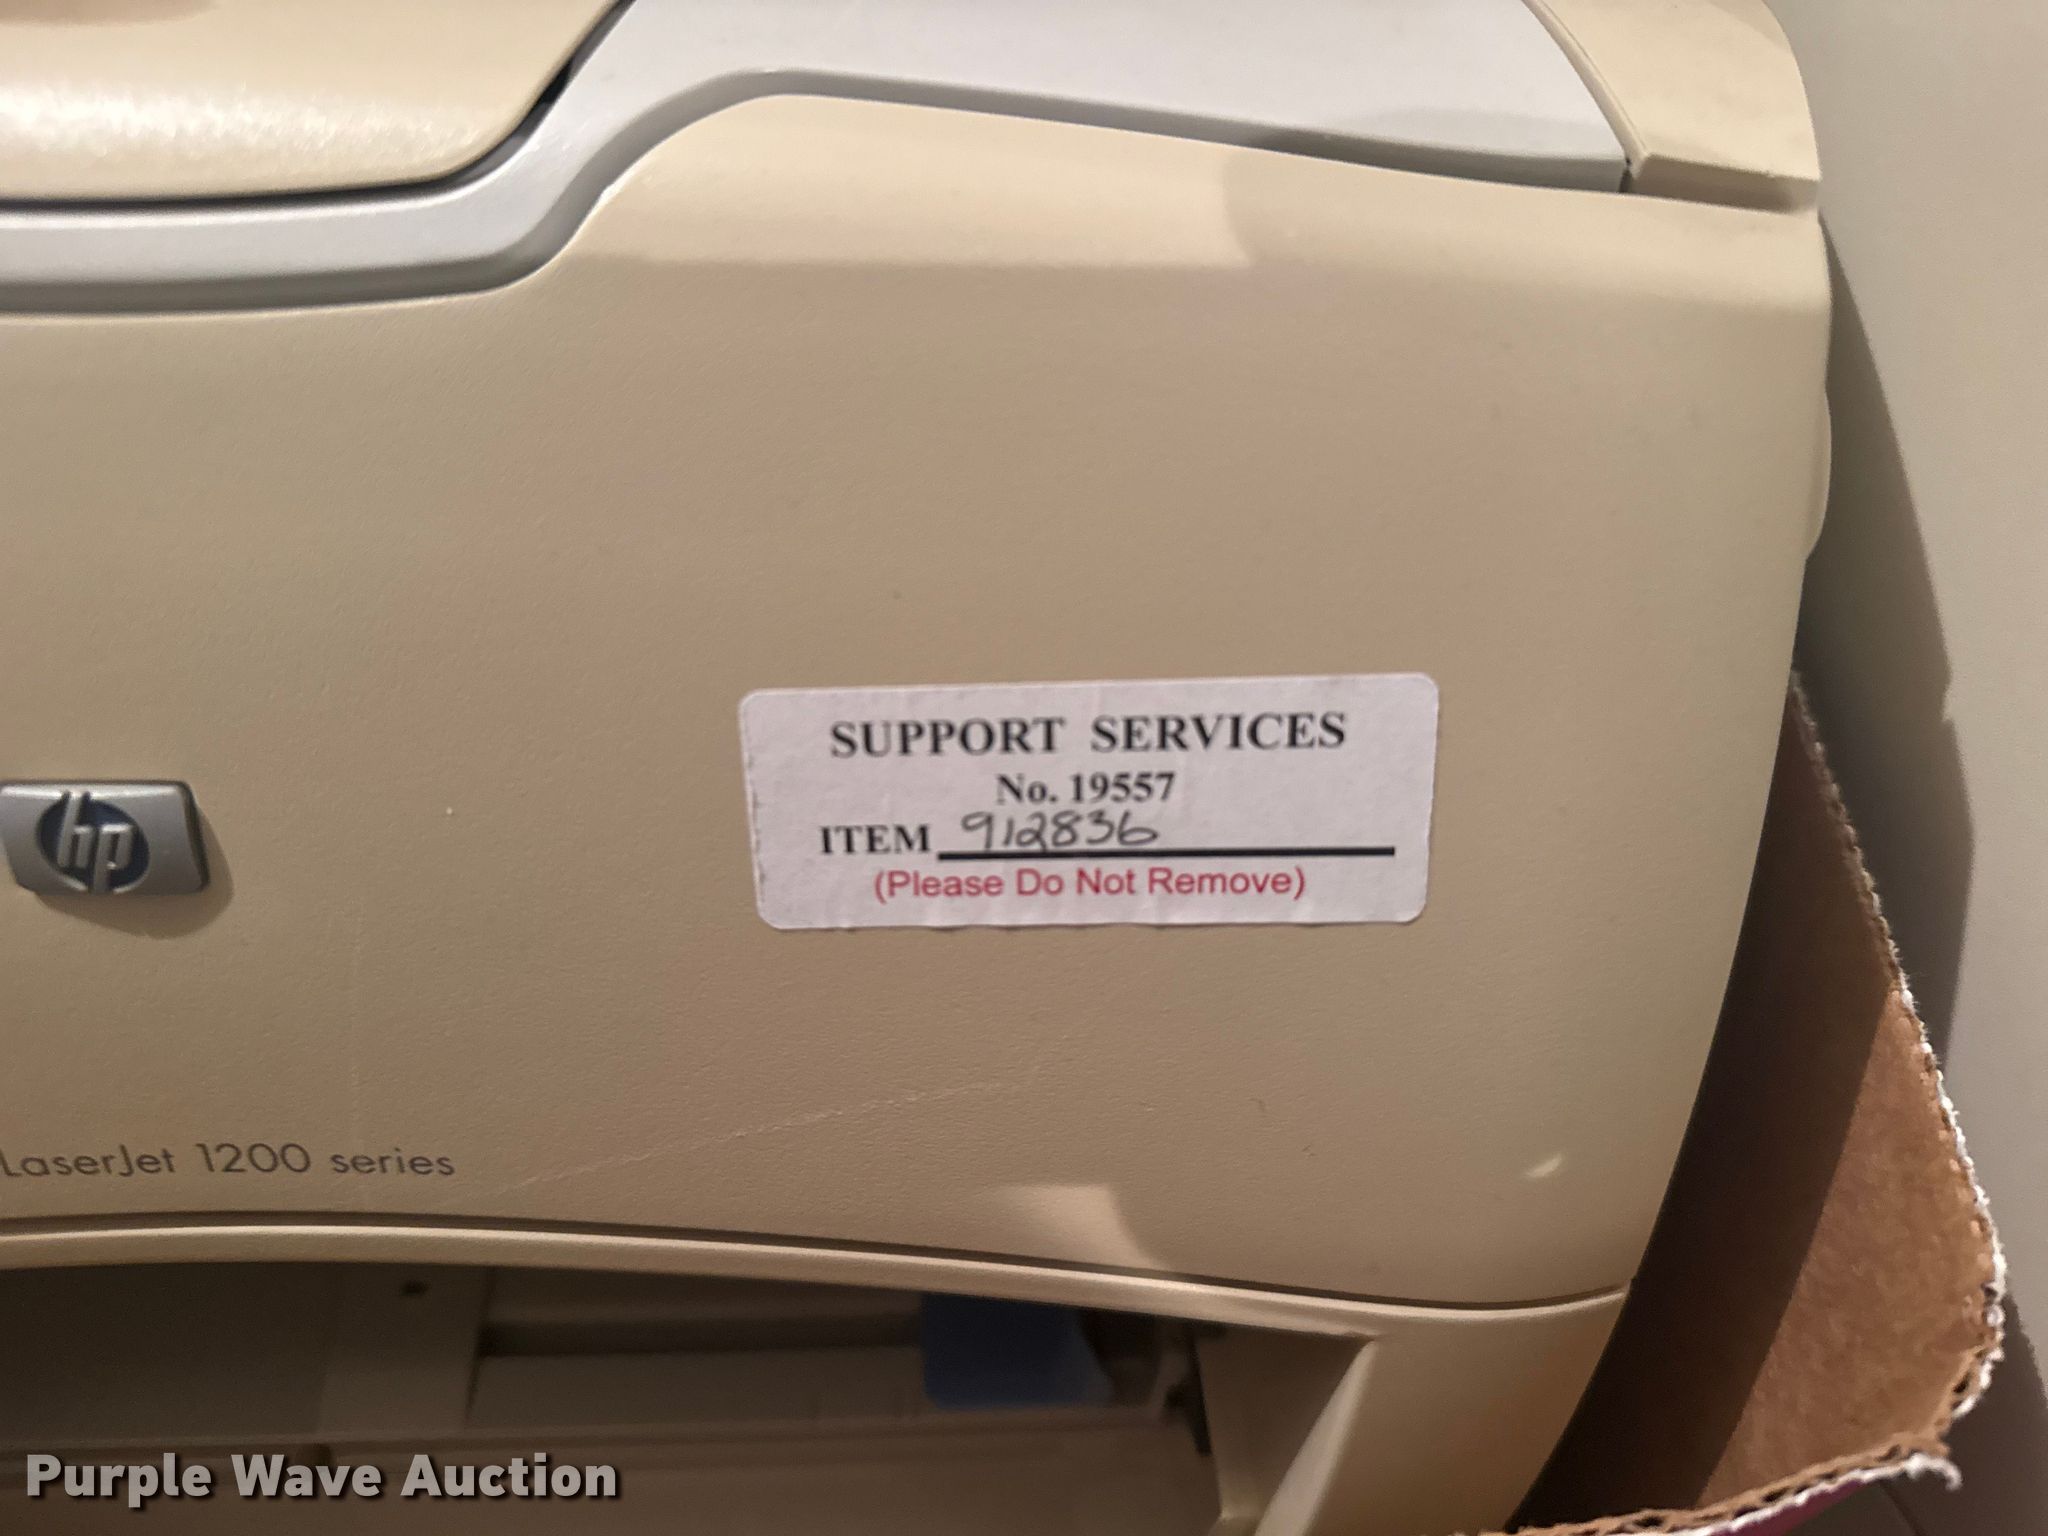 SUPPORT SERVICES
No. 19557
ITEM 912836
(Please Do Not Remove)
hp
LaserJet 1200 series
Purple Wave Auction